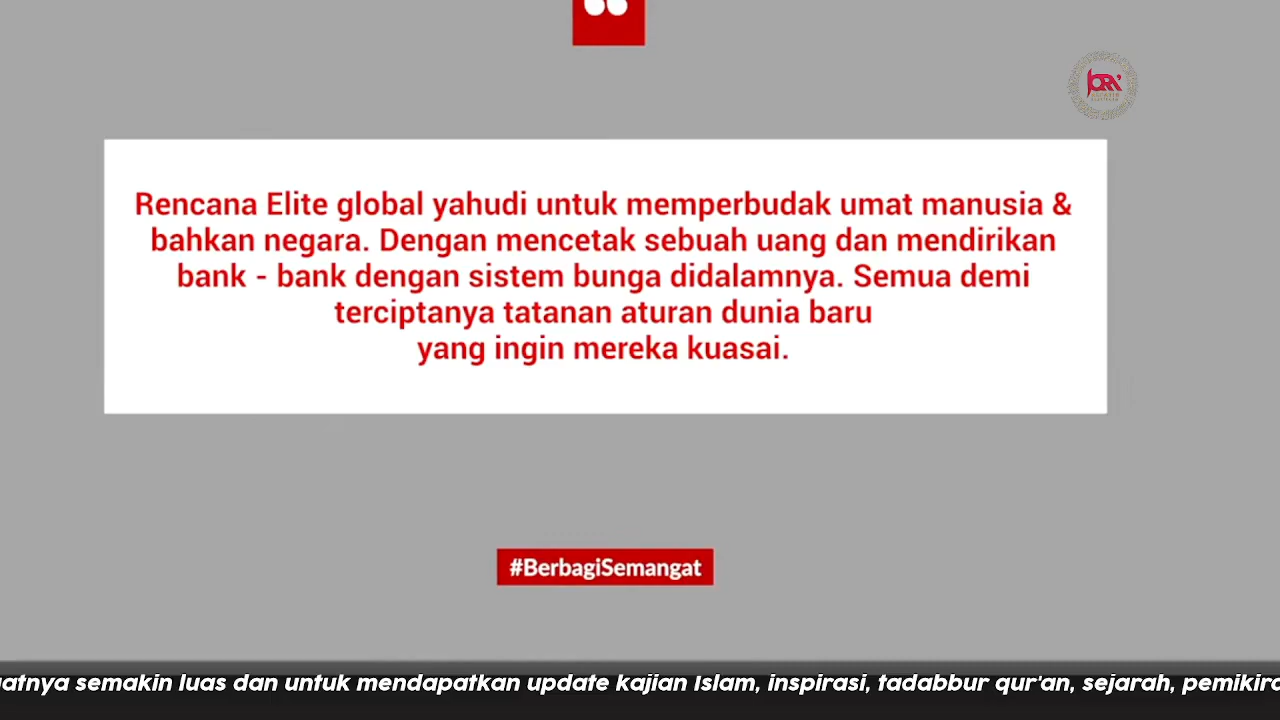 Rencana Elite global yahudi untuk memperbudak umat manusia &
bahkan negara. Dengan mencetak sebuah uang dan mendirikan
bank - bank dengan sistem bunga didalamnya. Semua demi
terciptanya tatanan aturan dunia baru
yang ingin mereka kuasai.
#BerbagiSemangat
semakin luas dan untuk mendapatkan update kajian Islam, inspirasi, tadabbur qur'an, sejarah,